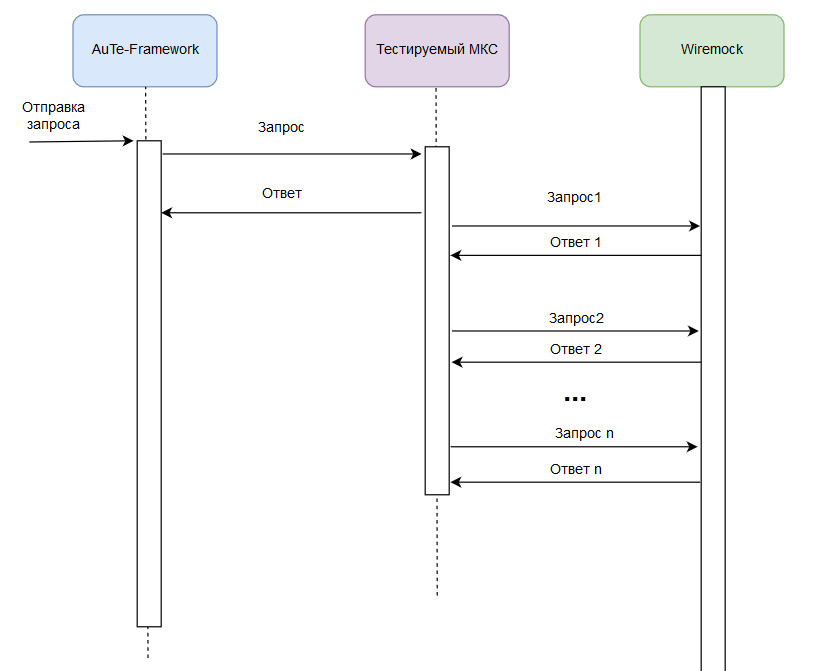 AuTe-Framework
Тестируемый МКС
Wiremock
Отправка
запроса
Запрос
Ответ
Запрос1
Ответ 1
Запрос2
Ответ 2
...
Запрос n
Ответ n